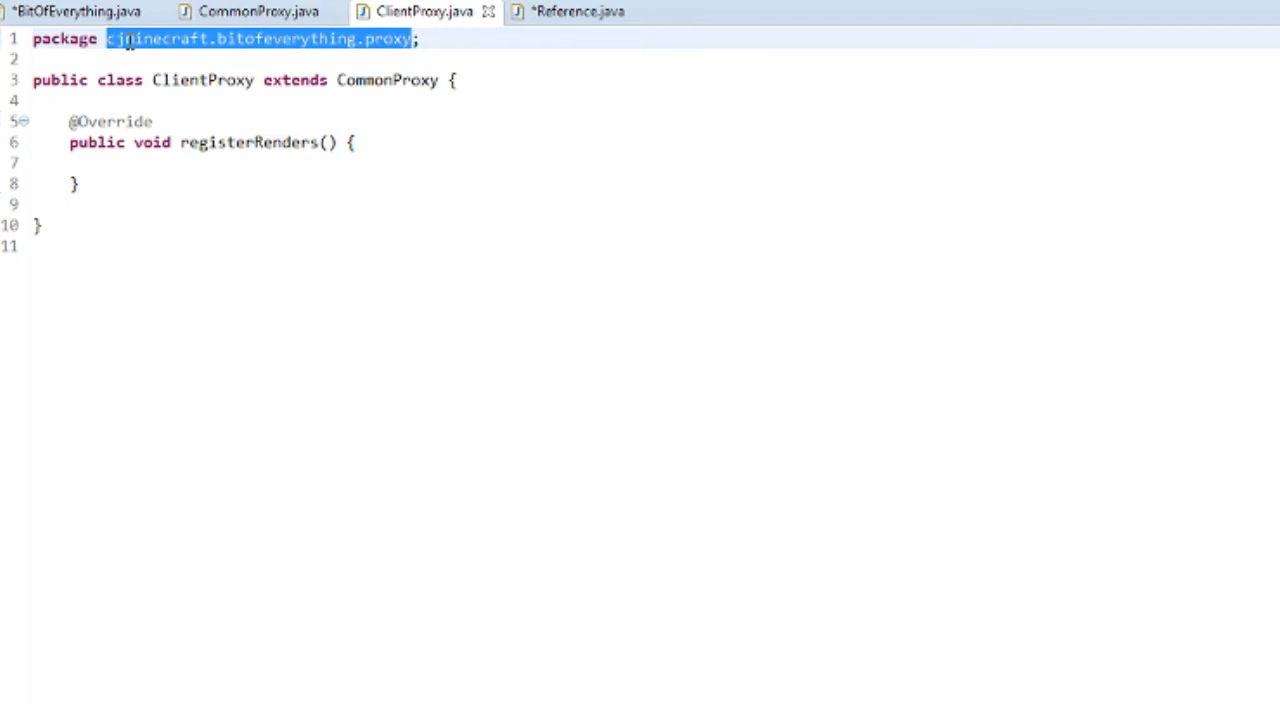 *BitOfEverything.java CommonProxy.java ClientProxy.java *Reference.java
1 package cjminecraft.bitofeverything.proxy;
2
3 public class ClientProxy extends CommonProxy {
4
5 @Override
6 public void registerRenders() {
7
8 }
9
10 }
11